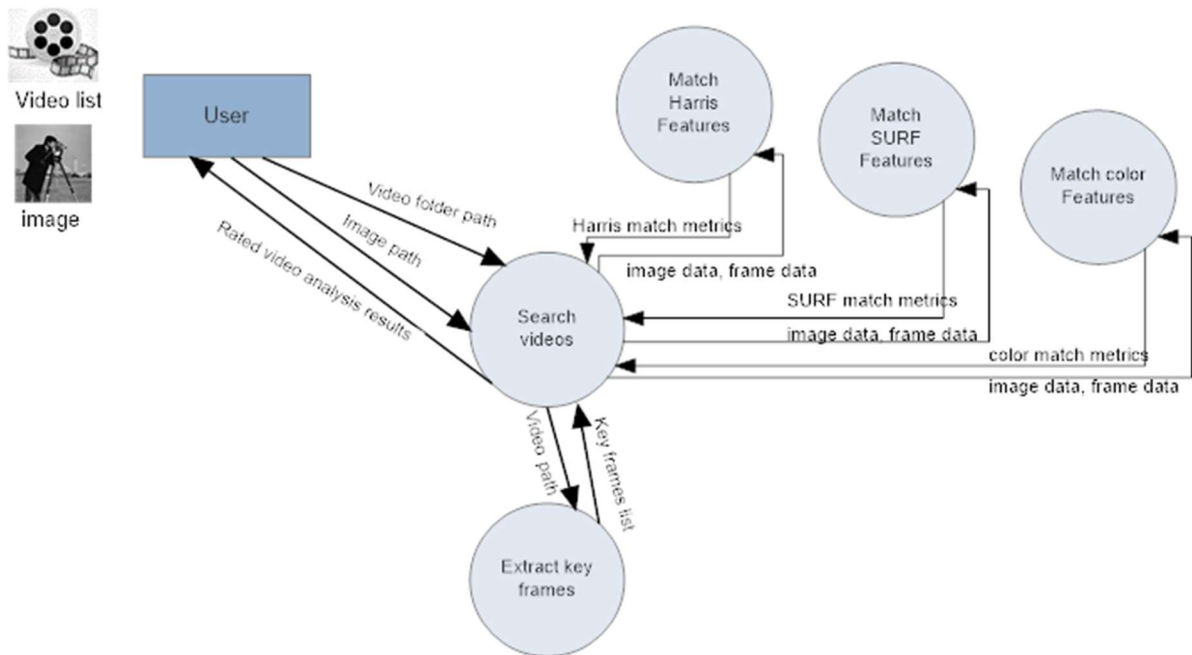 Video list
image
User
Match
Harris
Features
Match
SURF
Features
Match color
Features
Video folder path
Image path
Rated video analysis results
Harris match metrics
image data, frame data
SURF match metrics
image data, frame data
color match metrics
image data, frame data
Search
videos
Video path
Key frames list
Extract key
frames